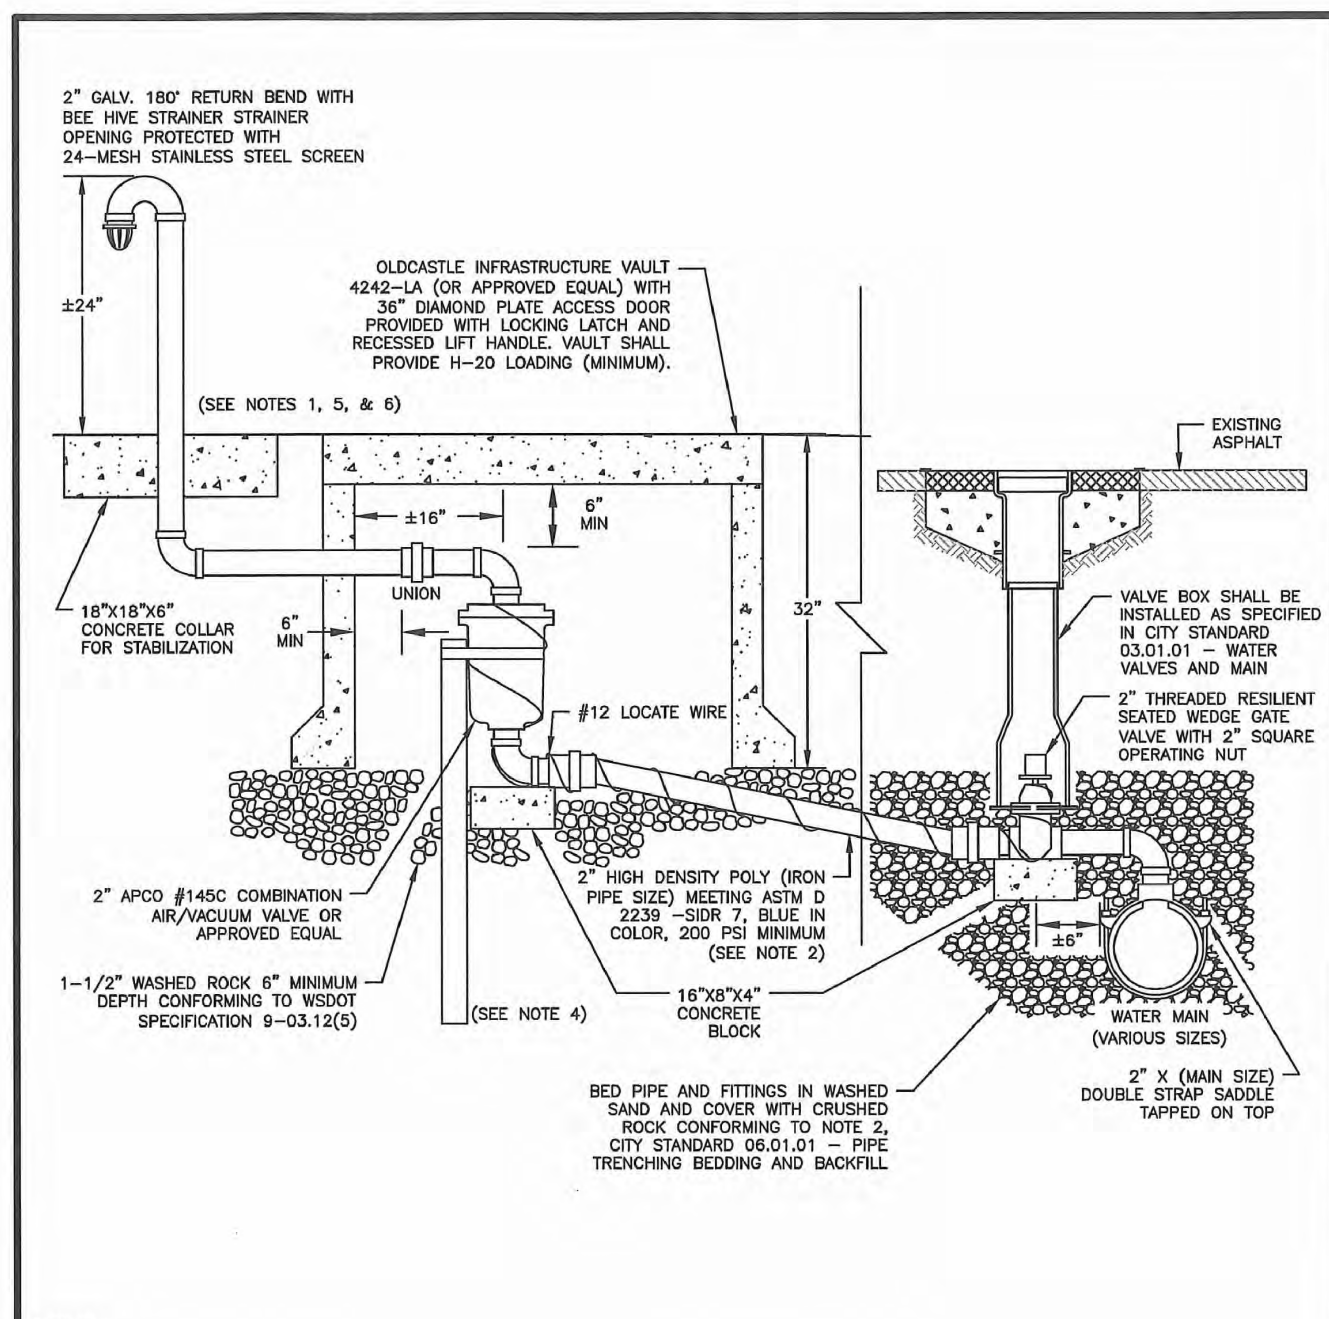 2" GALV. 180° RETURN BEND WITH
BEE HIVE STRAINER STRAINER
OPENING PROTECTED WITH
24-MESH STAINLESS STEEL SCREEN
±24"
OLDCASTLE INFRASTRUCTURE VAULT
4242-LA (OR APPROVED EQUAL) WITH
36" DIAMOND PLATE ACCESS DOOR
PROVIDED WITH LOCKING LATCH AND
RECESSED LIFT HANDLE. VAULT SHALL
PROVIDE H-20 LOADING (MINIMUM).
(SEE NOTES 1, 5, & 6)
EXISTING
ASPHALT
±16"
6"
MIN
UNION
18"X18"X6"
CONCRETE COLLAR
FOR STABILIZATION
6"
MIN
32"
VALVE BOX SHALL BE
INSTALLED AS SPECIFIED
IN CITY STANDARD
03.01.01 - WATER
VALVES AND MAIN
#12 LOCATE WIRE
2" THREADED RESILIENT
SEATED WEDGE GATE
VALVE WITH 2" SQUARE
OPERATING NUT
2" APCO #145C COMBINATION
AIR/VACUUM VALVE OR
APPROVED EQUAL
2" HIGH DENSITY POLY (IRON
PIPE SIZE) MEETING ASTM D
2239 -SIDR 7, BLUE IN
COLOR, 200 PSI MINIMUM
(SEE NOTE 2)
±6"
1-1/2" WASHED ROCK 6" MINIMUM
DEPTH CONFORMING TO WSDOT
SPECIFICATION 9-03.12(5)
(SEE NOTE 4)
16"X8"X4"
CONCRETE
BLOCK
WATER MAIN
(VARIOUS SIZES)
2" X (MAIN SIZE)
DOUBLE STRAP SADDLE
TAPPED ON TOP
BED PIPE AND FITTINGS IN WASHED
SAND AND COVER WITH CRUSHED
ROCK CONFORMING TO NOTE 2,
CITY STANDARD 06.01.01 - PIPE
TRENCHING BEDDING AND BACKFILL